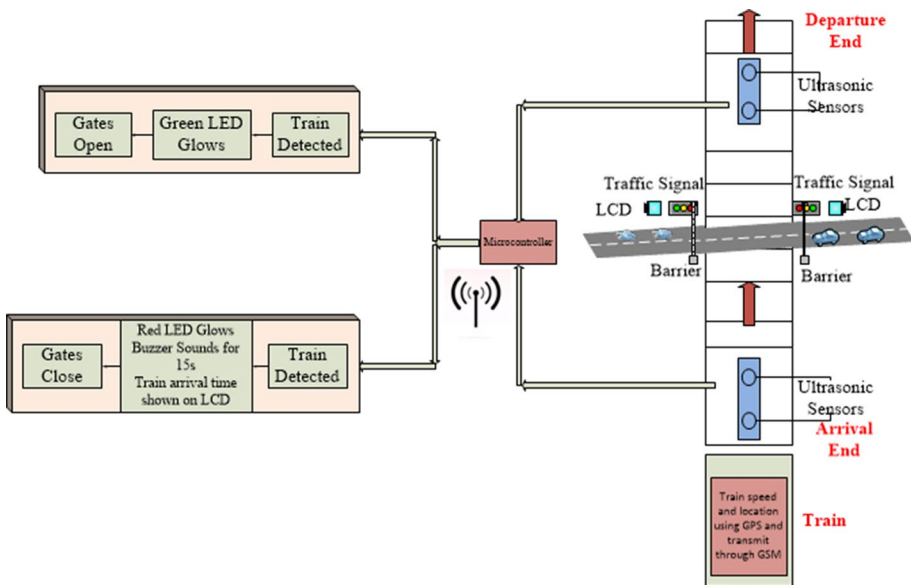 Departure
End
Ultrasonic
Sensors
Gates
Open
Green LED
Glows
Train
Detected
Traffic Signal
LCD
Traffic Signal
LCD
Microcontroller
Barrier
Barrier
Gates
Close
Red LED Glows
Buzzer Sounds for
15s
Train arrival time
shown on LCD
Train
Detected
Ultrasonic
Sensors
Arrival
End
Train speed
and location
using GPS and
transmit
through GSM
Train